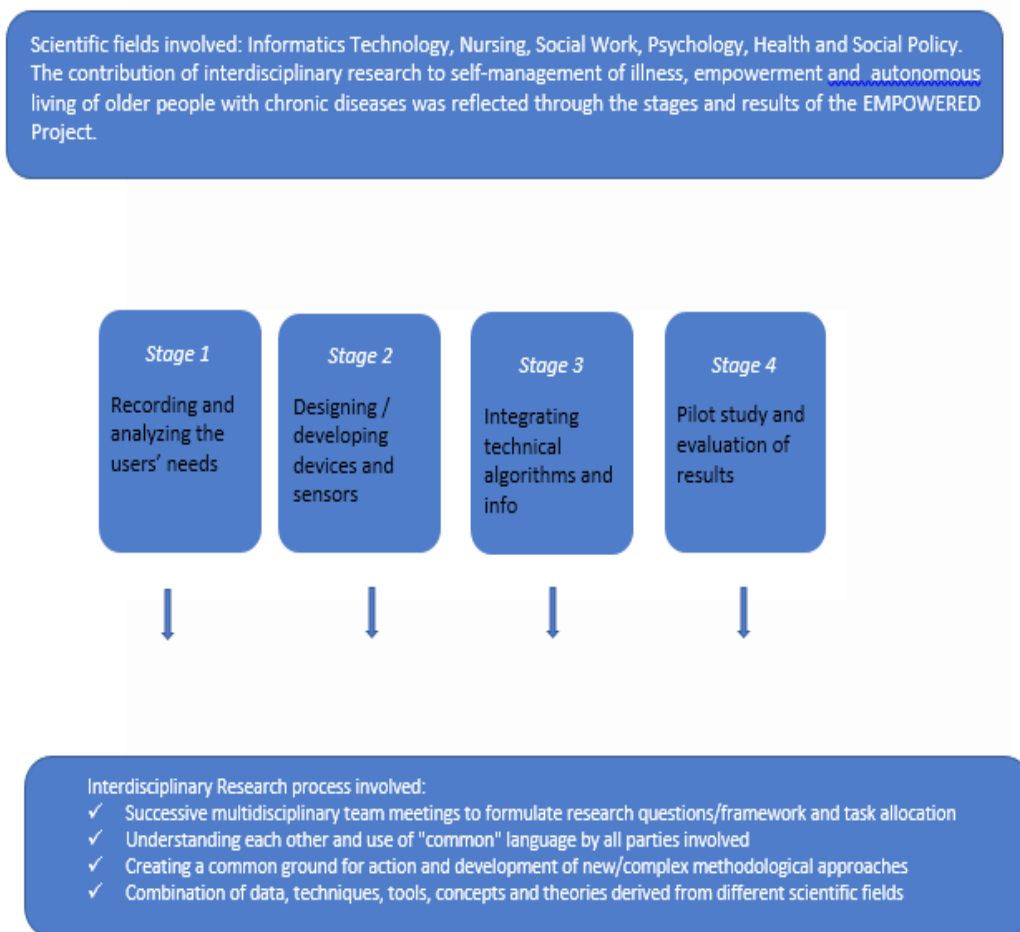 Scientific fields involved: Informatics Technology, Nursing, Social Work, Psychology, Health and Social Policy.
The contribution of interdisciplinary research to self-management of illness, empowerment and autonomous
living of older people with chronic diseases was reflected through the stages and results of the EMPOWERED
Project.
Stage 1
Recording and
analyzing the
users' needs
Stage 2
Designing /
developing
devices and
sensors
Stage 3
Integrating
technical
algorithms and
info
Stage 4
Pilot study and
evaluation of
results
Interdisciplinary Research process involved:
✓ Successive multidisciplinary team meetings to formulate research questions/framework and task allocation
✓ Understanding each other and use of "common" language by all parties involved
✓ Creating a common ground for action and development of new/complex methodological approaches
✓ Combination of data, techniques, tools, concepts and theories derived from different scientific fields